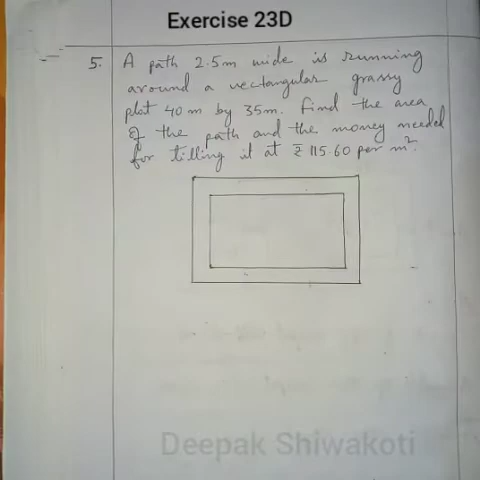 Exercise 23D
5. A path 2.5m wide is running
around a rectangular grassy
plot 40 m by 35m. Find the area
of the path and the money needed
for tilling it at ₹ 115.60 per m².
Deepak Shiwakoti